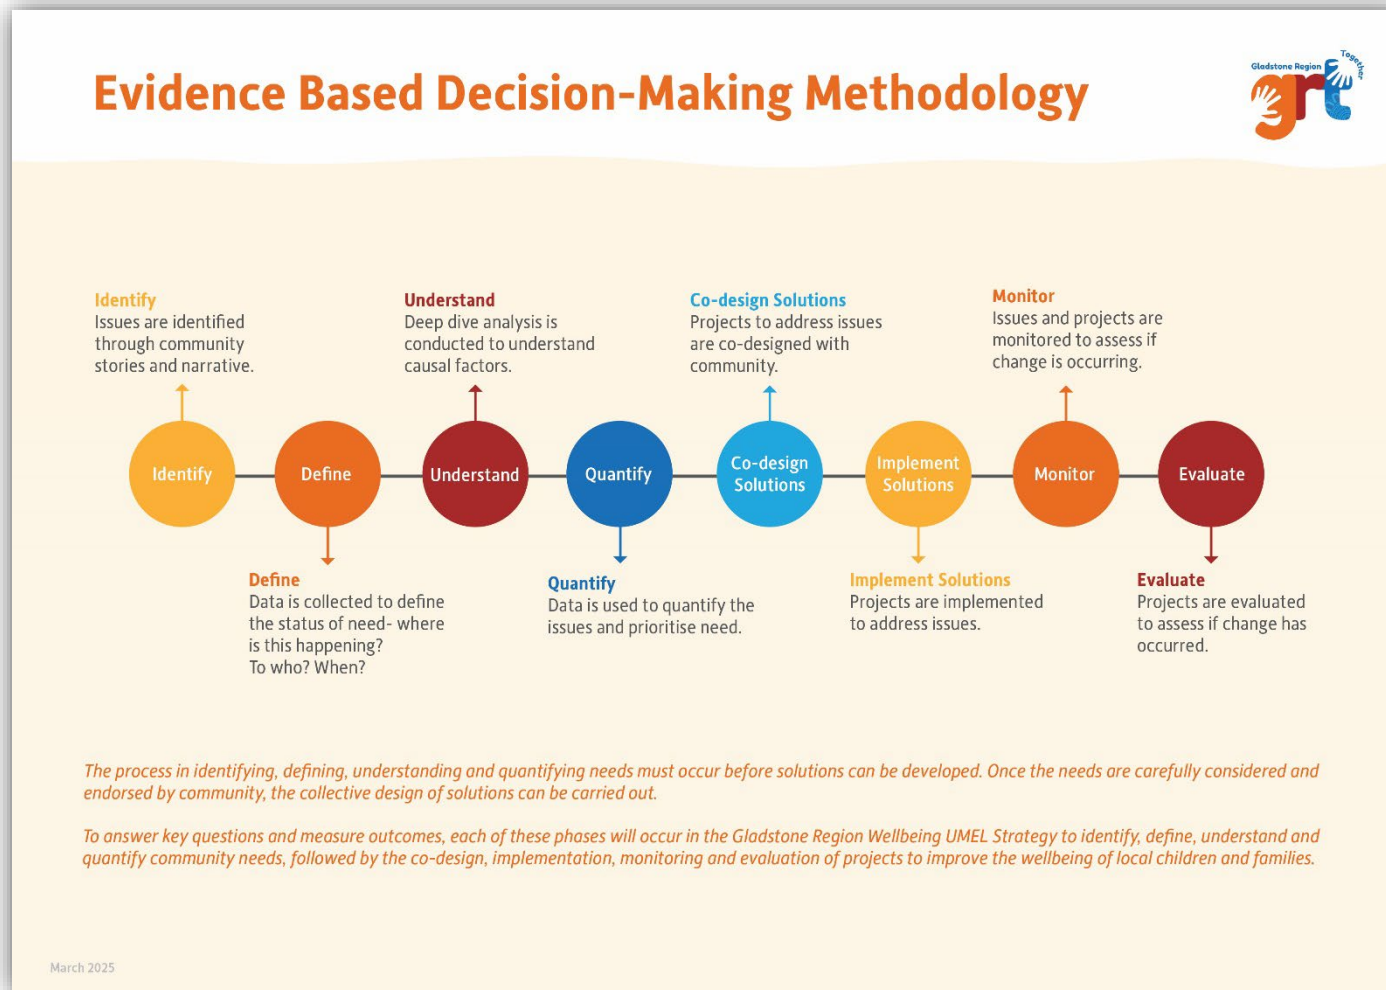 Evidence Based Decision-Making Methodology
Gladstone Region
Together
grt
Identify
Issues are identified
through community
stories and narrative.
Understand
Deep dive analysis is
conducted to understand
causal factors.
Co-design Solutions
Projects to address issues
are co-designed with
community.
Monitor
Issues and projects are
monitored to assess if
change is occurring.
Identify
Define
Understand
Quantify
Co-design
Solutions
Implement
Solutions
Monitor
Evaluate
Define
Data is collected to define
the status of need- where
is this happening?
To who? When?
Quantify
Data is used to quantify the
issues and prioritise need.
Implement Solutions
Projects are implemented
to address issues.
Evaluate
Projects are evaluated
to assess if change has
occurred.
The process in identifying, defining, understanding and quantifying needs must occur before solutions can be developed. Once the needs are carefully considered and
endorsed by community, the collective design of solutions can be carried out.
To answer key questions and measure outcomes, each of these phases will occur in the Gladstone Region Wellbeing UMEL Strategy to identify, define, understand and
quantify community needs, followed by the co-design, implementation, monitoring and evaluation of projects to improve the wellbeing of local children and families.
March 2025